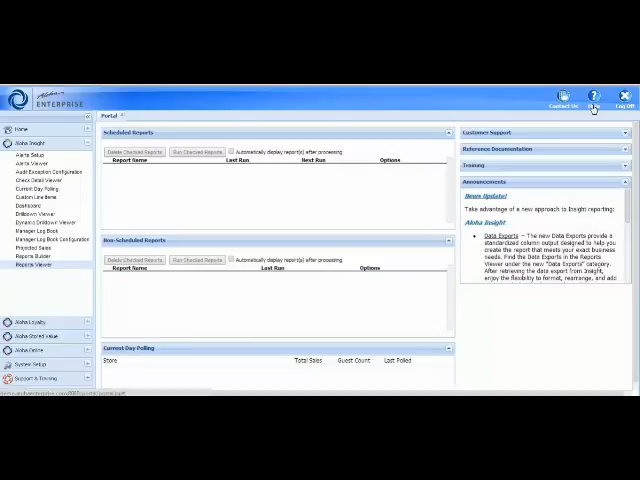 Aloha
ENTERPRISE
Contact Us
Help
Log Off
Home
Portal
Aloha Insight
Alerts Setup
Alerts Viewer
Audit Exception Configuration
Check Detail Viewer
Current Day Polling
Custom Line Items
Dashboard
Drilldown Viewer
Dynamic Drilldown Viewer
Manager Log Book
Manager Log Book Configuration
Projected Sales
Reports Builder
Reports Viewer
Aloha Loyalty
Aloha Stored Value
Aloha Online
System Setup
Support & Training
Scheduled Reports
Delete Checked Reports
Run Checked Reports
Automatically display report(s) after processing
Report Name
Last Run
Next Run
Options
Non-Scheduled Reports
Delete Checked Reports
Run Checked Reports
Automatically display report(s) after processing
Report Name
Last Run
Options
Current Day Polling
Store
Total Sales
Guest Count
Last Polled
Customer Support
Reference Documentation
Training
Announcements
News Update!
Take advantage of a new approach to Insight reporting:
Aloha Insight
• Data Exports – The new Data Exports provide a
standardized column output designed to help you
create the report that meets your exact business
needs. Find the Data Exports in the Reports
Viewer under the new "Data Exports" category.
After retrieving the data export from Insight,
enjoy the flexibility to format, rearrange, and add